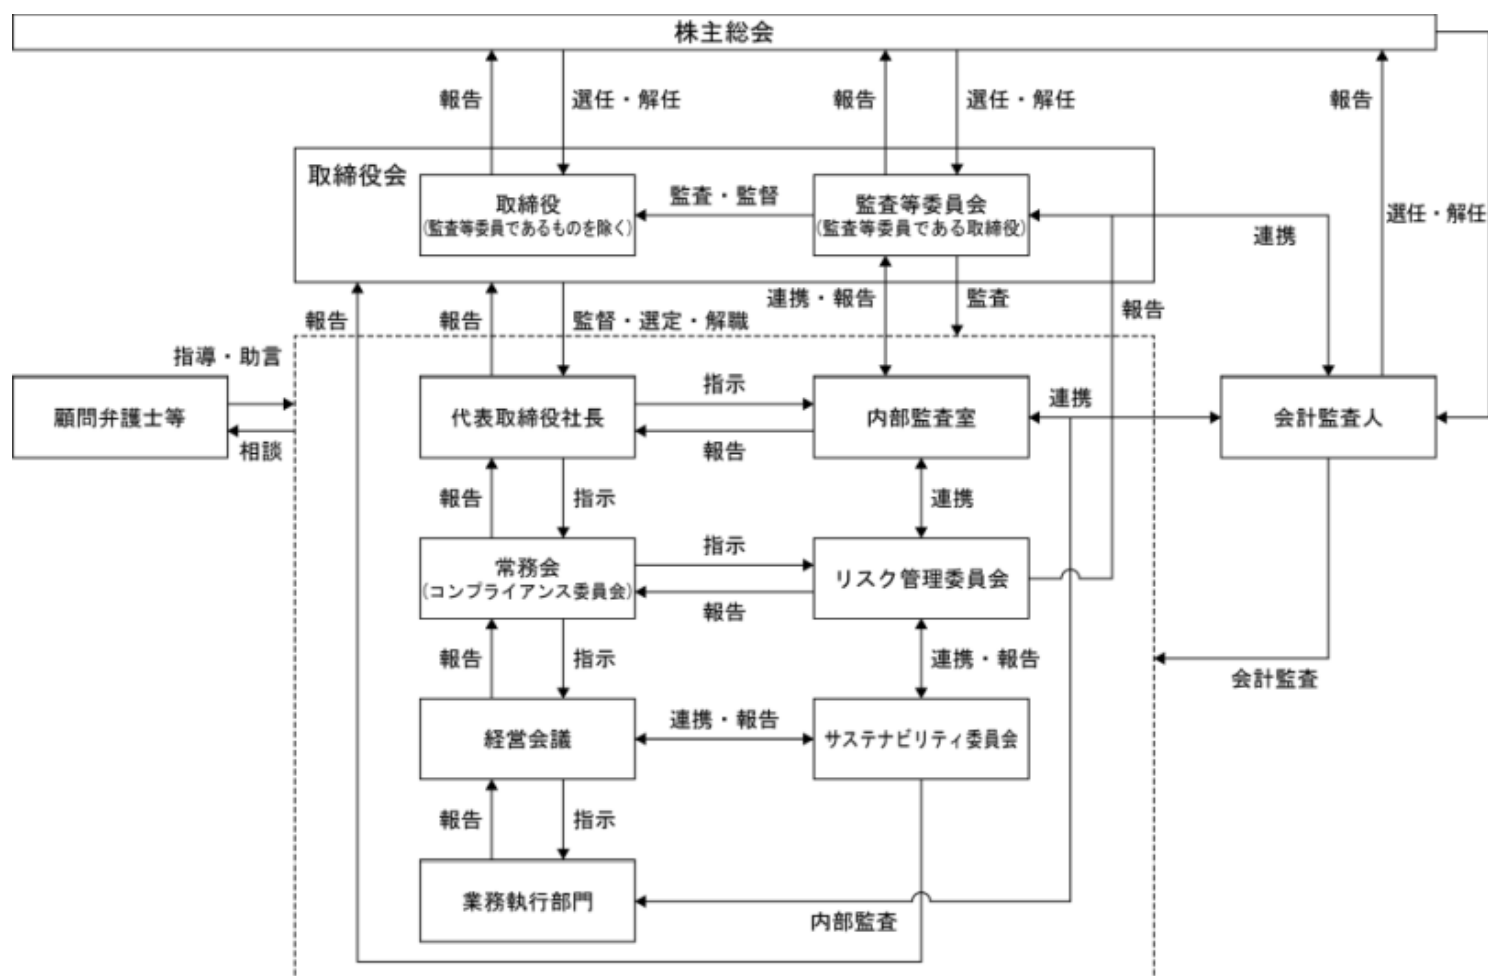 株主総会
報告
選任・解任
報告
選任・解任
報告
選任・解任
取締役会
取締役
(監査等委員であるものを除く)
監査・監督
監査等委員会
(監査等委員である取締役)
連携
報告
報告
監督・選定・解職
連携・報告
監査
報告
指導・助言
顧問弁護士等
相談
代表取締役社長
指示
報告
内部監査室
連携
会計監査人
報告
指示
連携
常務会
(コンプライアンス委員会)
指示
報告
リスク管理委員会
報告
指示
連携・報告
会計監査
経営会議
連携・報告
サステナビリティ委員会
報告
指示
業務執行部門
内部監査